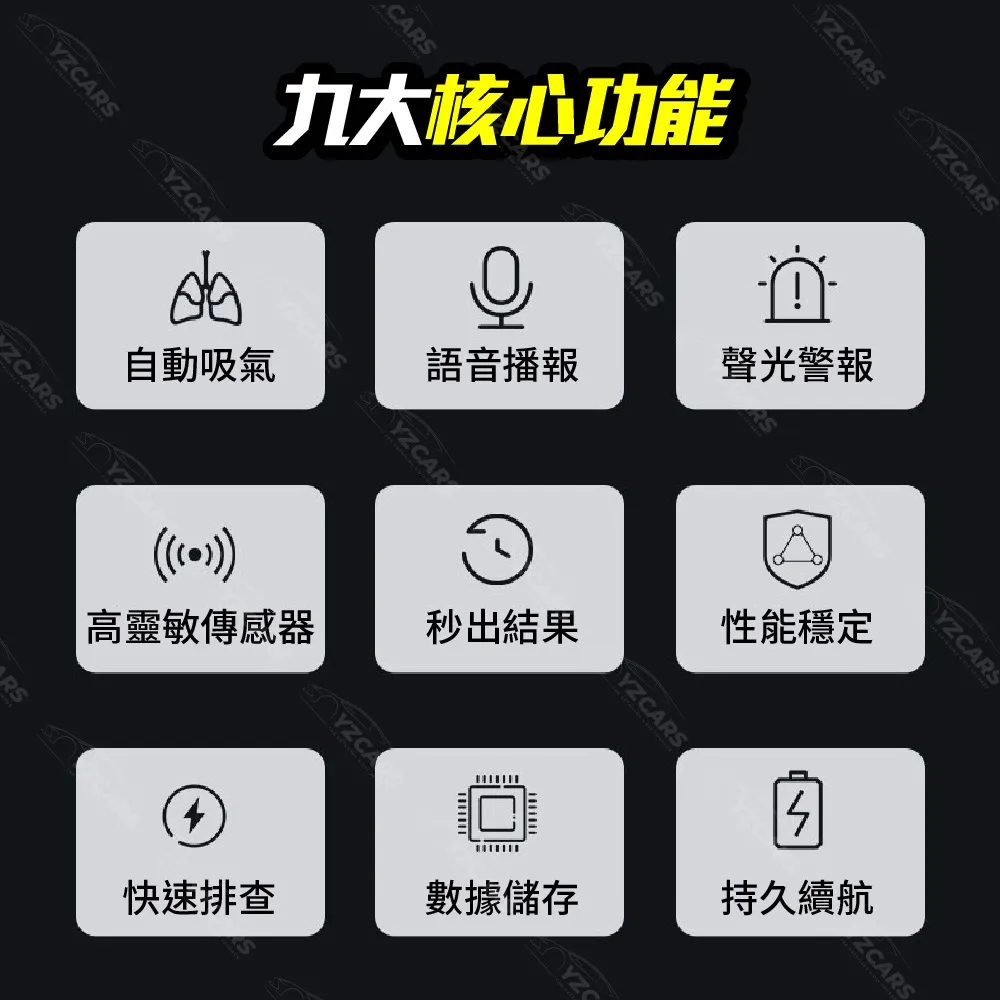 九大核心功能
自動吸氣
語音播報
聲光警報
高靈敏傳感器
秒出結果
性能穩定
快速排查
數據儲存
持久續航
YZCARS